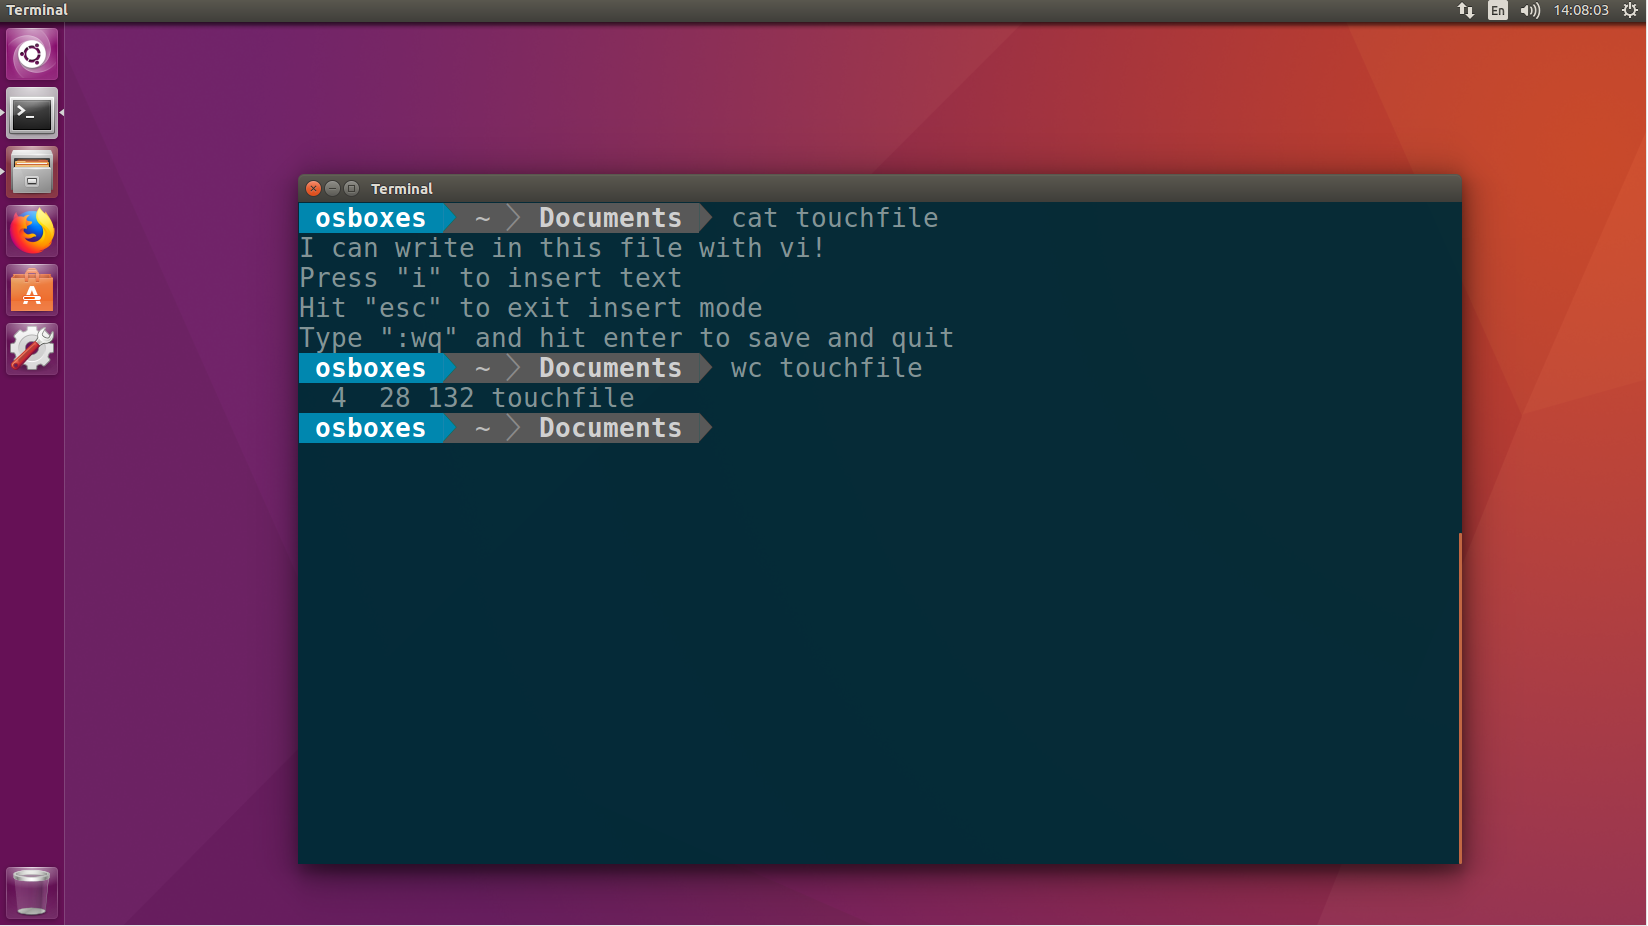 Terminal
En 14:08:03
Terminal
osboxes ~ Documents cat touchfile
I can write in this file with vi!
Press "i" to insert text
Hit "esc" to exit insert mode
Type ":wq" and hit enter to save and quit
osboxes ~ Documents wc touchfile
4 28 132 touchfile
osboxes ~ Documents